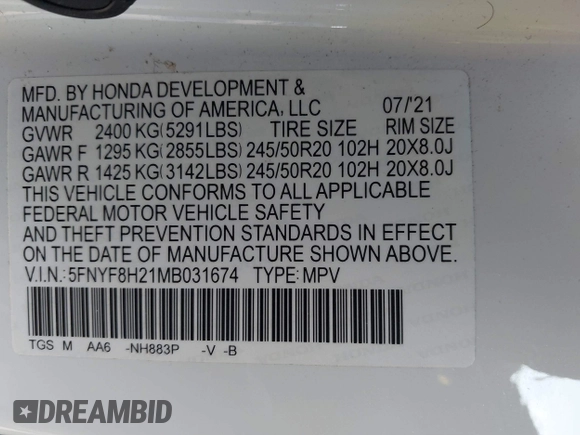 MFD. BY HONDA DEVELOPMENT &
MANUFACTURING OF AMERICA, LLC 07/'21
GVWR 2400 KG(5291LBS) TIRE SIZE RIM SIZE
GAWR F 1295 KG(2855LBS) 245/50R20 102H 20X8.0J
GAWR R 1425 KG(3142LBS) 245/50R20 102H 20X8.0J
THIS VEHICLE CONFORMS TO ALL APPLICABLE
FEDERAL MOTOR VEHICLE SAFETY
AND THEFT PREVENTION STANDARDS IN EFFECT
ON THE DATE OF MANUFACTURE SHOWN ABOVE.
V.I.N.:5FNYF8H21MB031674 TYPE: MPV
TGS M AA6 -NH883P -V -B
DREAMBID